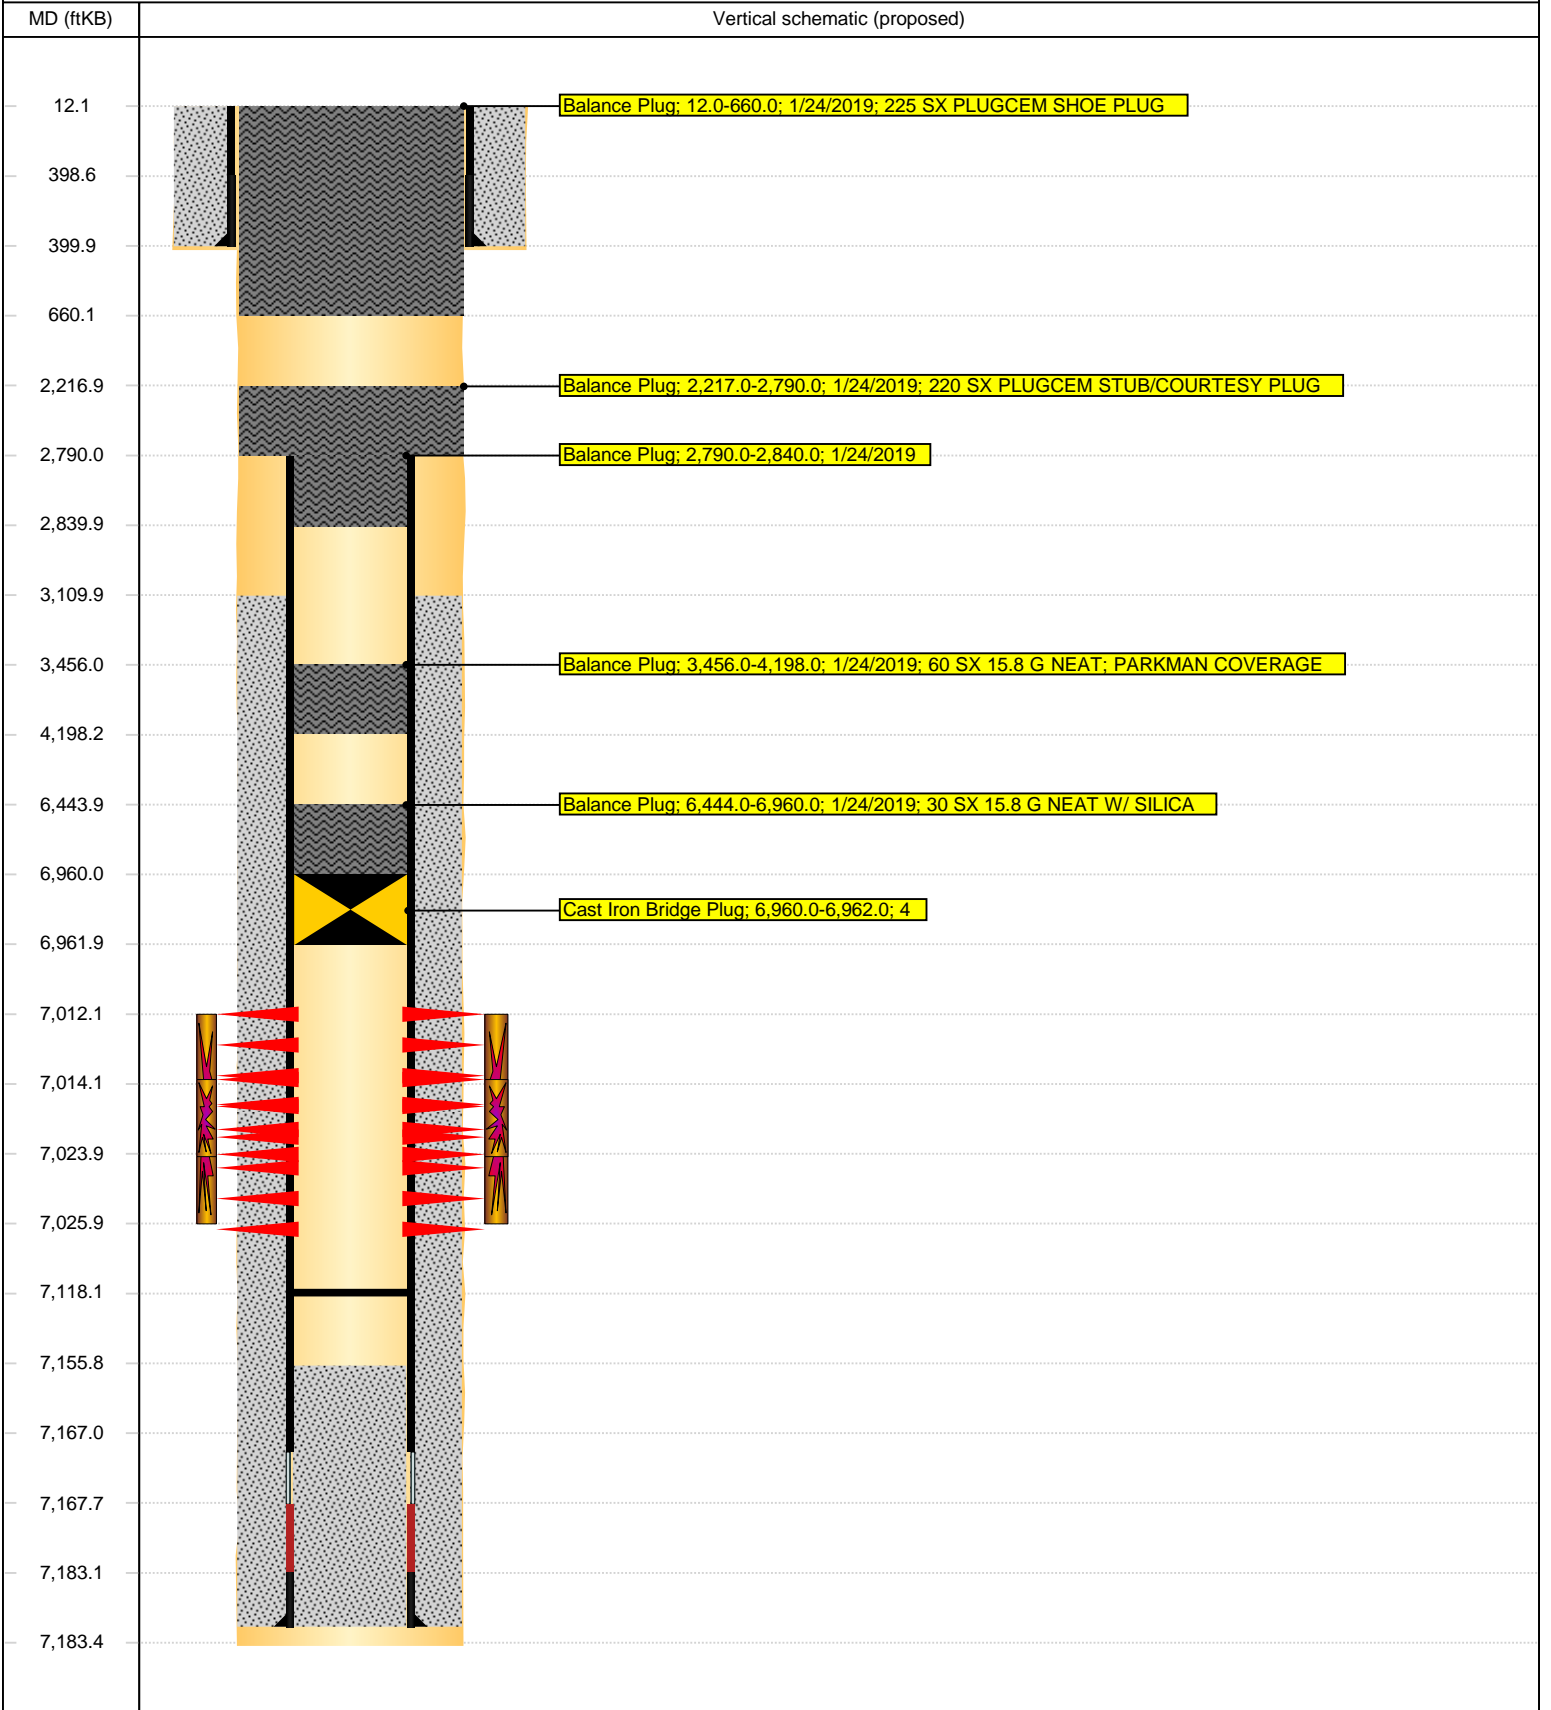 MD (ftKB) Vertical schematic (proposed)
12.1 Balance Plug; 12.0-660.0; 1/24/2019; 225 SX PLUGCEM SHOE PLUG
398.6
399.9
660.1
2,216.9 Balance Plug; 2,217.0-2,790.0; 1/24/2019; 220 SX PLUGCEM STUB/COURTESY PLUG
2,790.0 Balance Plug; 2,790.0-2,840.0; 1/24/2019
2,839.9
3,109.9
3,456.0 Balance Plug; 3,456.0-4,198.0; 1/24/2019; 60 SX 15.8 G NEAT; PARKMAN COVERAGE
4,198.2
6,443.9 Balance Plug; 6,444.0-6,960.0; 1/24/2019; 30 SX 15.8 G NEAT W/ SILICA
6,960.0
Cast Iron Bridge Plug; 6,960.0-6,962.0; 4
6,961.9
7,012.1
7,014.1
7,023.9
7,025.9
7,118.1
7,155.8
7,167.0
7,167.7
7,183.1
7,183.4